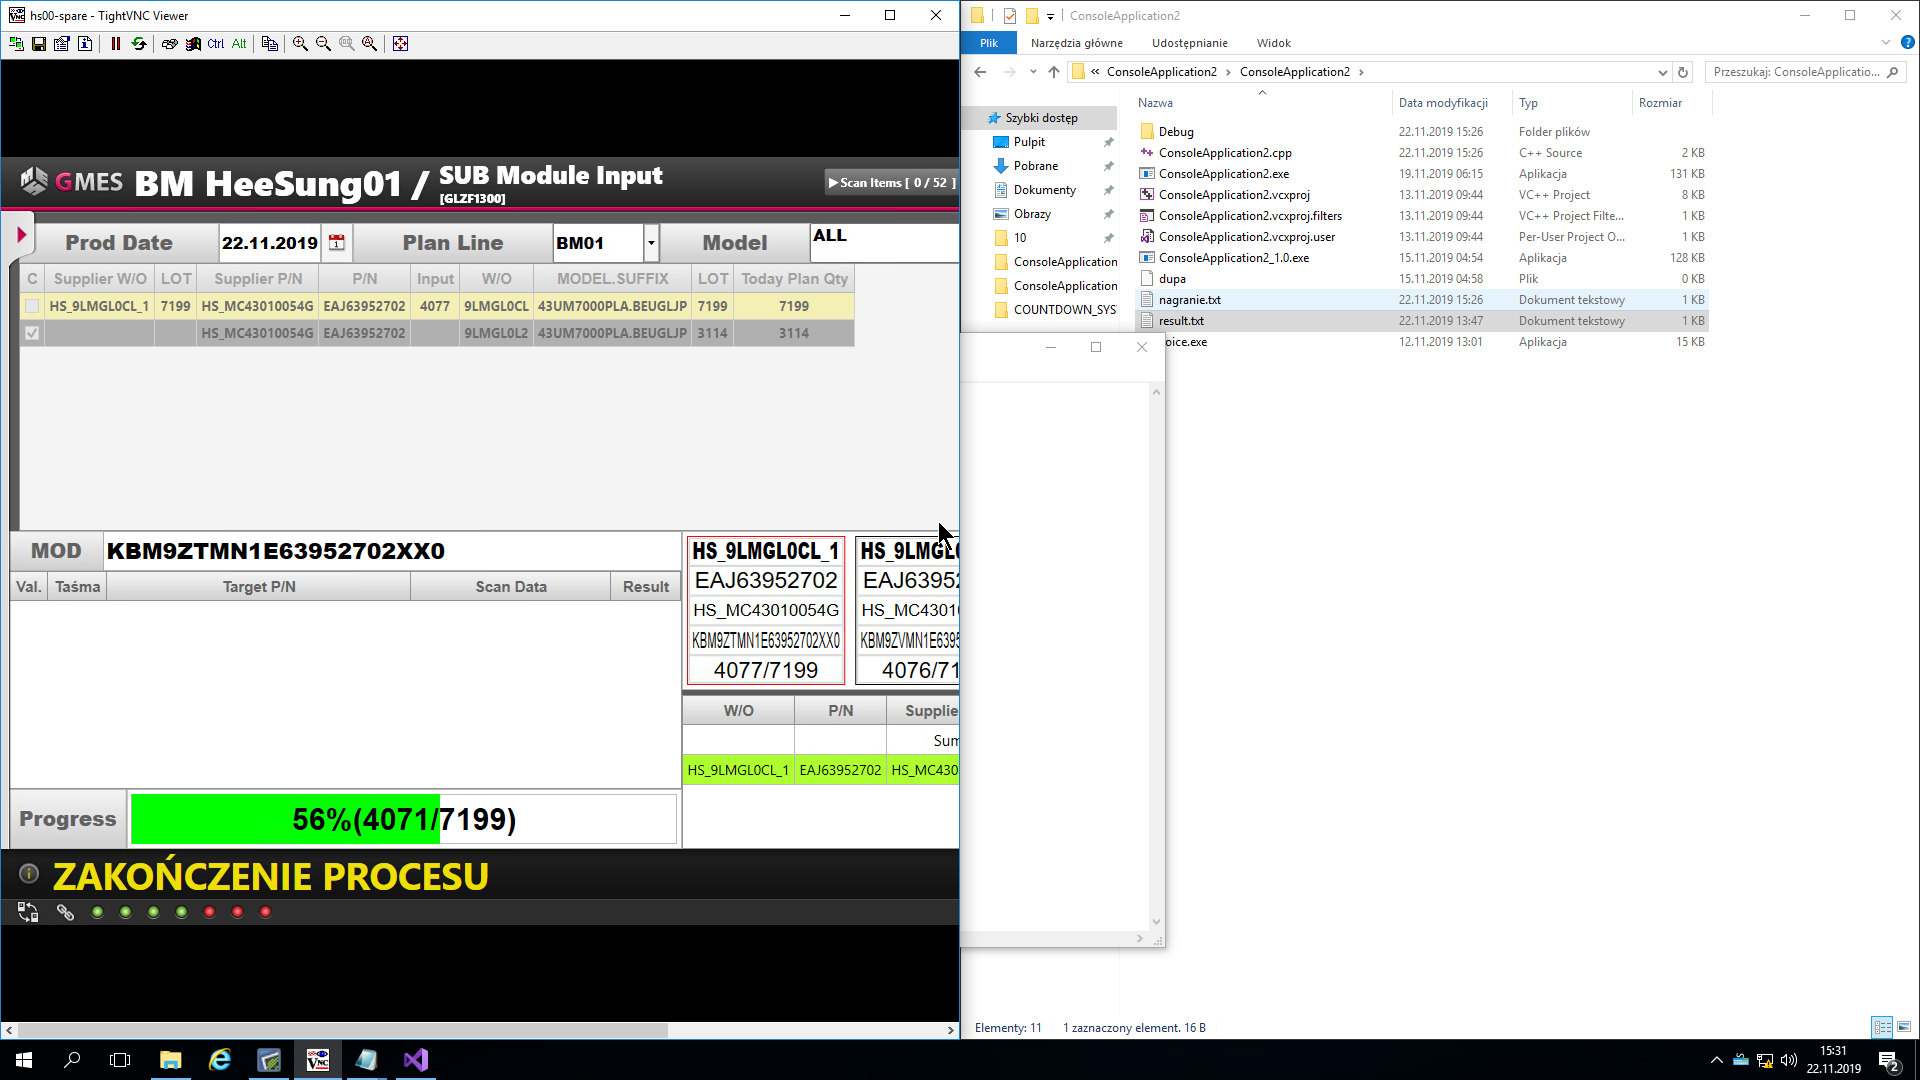 hs00-spare - TightVNC Viewer
Ctrl Alt
GMES BM HeeSung01 / SUB Module Input
[GLZF1300]
Scan Items [ 0 / 52 ]
Prod Date 22.11.2019 Plan Line BM01 Model ALL
C Supplier W/O LOT Supplier P/N P/N Input W/O MODEL.SUFFIX LOT Today Plan Qty
HS_9LMGL0CL_1 7199 HS_MC43010054G EAJ63952702 4077 9LMGL0CL 43UM7000PLA.BEUGLJP 7199 7199
HS_MC43010054G EAJ63952702 9LMGL0L2 43UM7000PLA.BEUGLJP 3114 3114
MOD KBM9ZTMN1E63952702XX0
Val. Taśma Target P/N Scan Data Result
HS_9LMGL0CL_1
EAJ63952702
HS_MC43010054G
KBM9ZTMN1E63952702XX0
4077/7199
HS_9LMGL
EAJ6395
HS_MC4301
KBM9ZVMN1E6395
4076/71
W/O P/N Supplie
Sum
HS_9LMGL0CL_1 EAJ63952702 HS_MC430
Progress 56%(4071/7199)
ZAKOŃCZENIE PROCESU
ConsoleApplication2
Plik Narzędzia główne Udostępnianie Widok
« ConsoleApplication2 › ConsoleApplication2 ›
Przeszukaj: ConsoleApplicatio...
Szybki dostęp
Pulpit
Pobrane
Dokumenty
Obrazy
10
ConsoleApplication
ConsoleApplication
COUNTDOWN_SYS
Nazwa Data modyfikacji Typ Rozmiar
Debug 22.11.2019 15:26 Folder plików
ConsoleApplication2.cpp 22.11.2019 15:26 C++ Source 2 KB
ConsoleApplication2.exe 19.11.2019 06:15 Aplikacja 131 KB
ConsoleApplication2.vcxproj 13.11.2019 09:44 VC++ Project 8 KB
ConsoleApplication2.vcxproj.filters 13.11.2019 09:44 VC++ Project Filte... 1 KB
ConsoleApplication2.vcxproj.user 13.11.2019 09:44 Per-User Project O... 1 KB
ConsoleApplication2_1.0.exe 15.11.2019 04:54 Aplikacja 128 KB
dupa 15.11.2019 04:58 Plik 0 KB
nagranie.txt 22.11.2019 15:26 Dokument tekstowy 1 KB
result.txt 22.11.2019 13:47 Dokument tekstowy 1 KB
oice.exe 12.11.2019 13:01 Aplikacja 15 KB
Elementy: 11 1 zaznaczony element. 16 B
15:31
22.11.2019
2